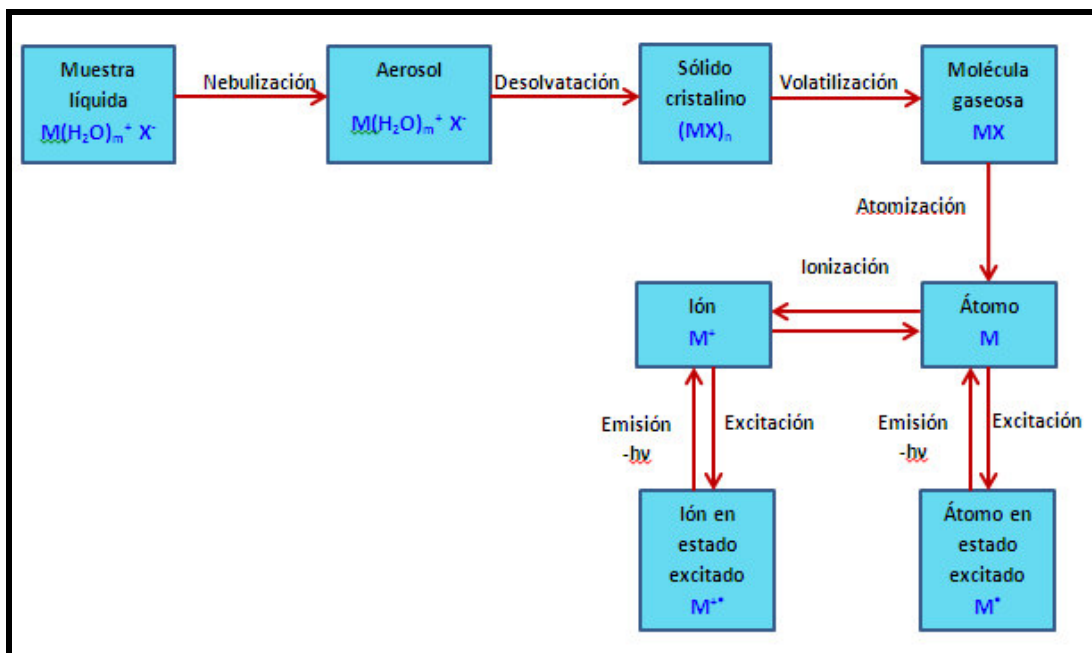 Muestra
líquida
M(H₂O)ₘ⁺ X⁻
Nebulización
Aerosol
M(H₂O)ₘ⁺ X⁻
Desolvatación
Sólido
cristalino
(MX)ₙ
Volatilización
Molécula
gaseosa
MX
Atomización
Ionización
Ión
M⁺
Átomo
M
Emisión
-hν
Excitación
Emisión
-hν
Excitación
Ión en
estado
excitado
M⁺*
Átomo en
estado
excitado
M*